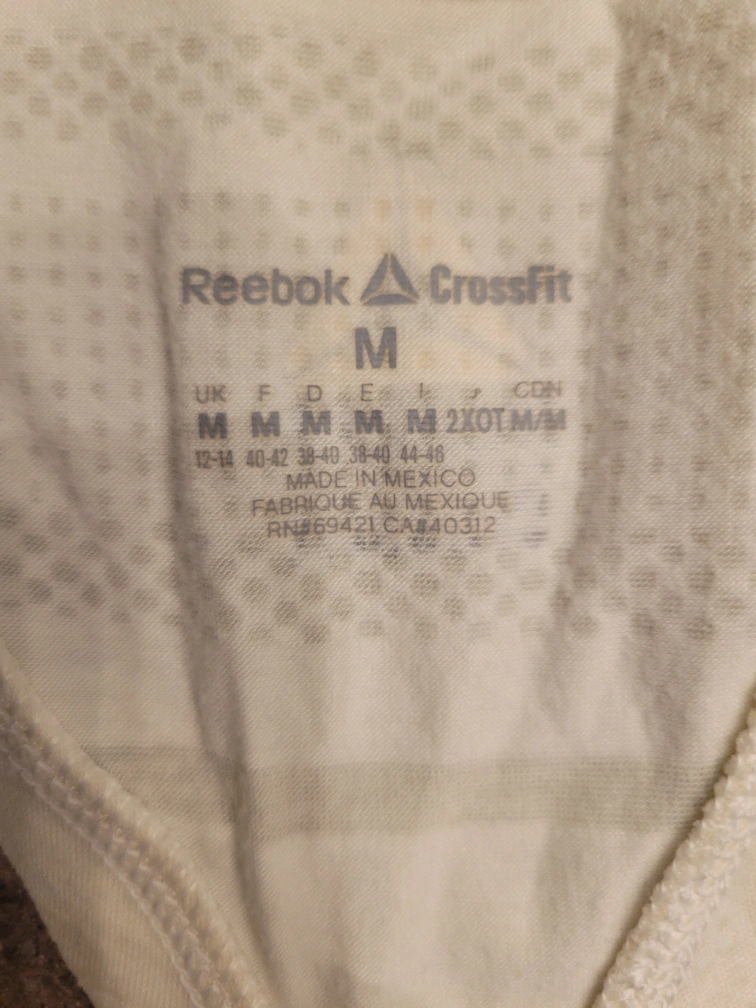 Reebok CrossFit
M
UK F D E I J CDN
M M M M M 2XOT M/M
12-14 40-42 38-40 38-40 44-46
MADE IN MEXICO
FABRIQUE AU MEXIQUE
RN#69421 CA#40312